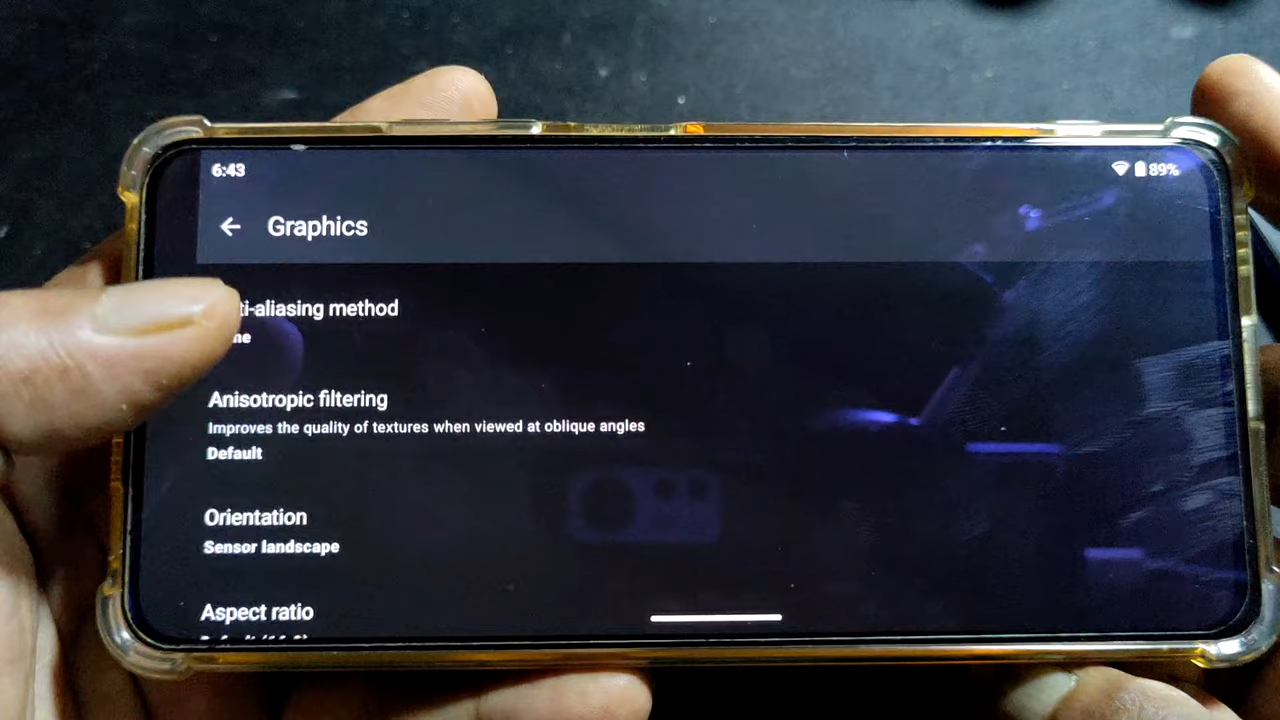 6:43
89%
Graphics
ti-aliasing method
ne
Anisotropic filtering
Improves the quality of textures when viewed at oblique angles
Default
Orientation
Sensor landscape
Aspect ratio